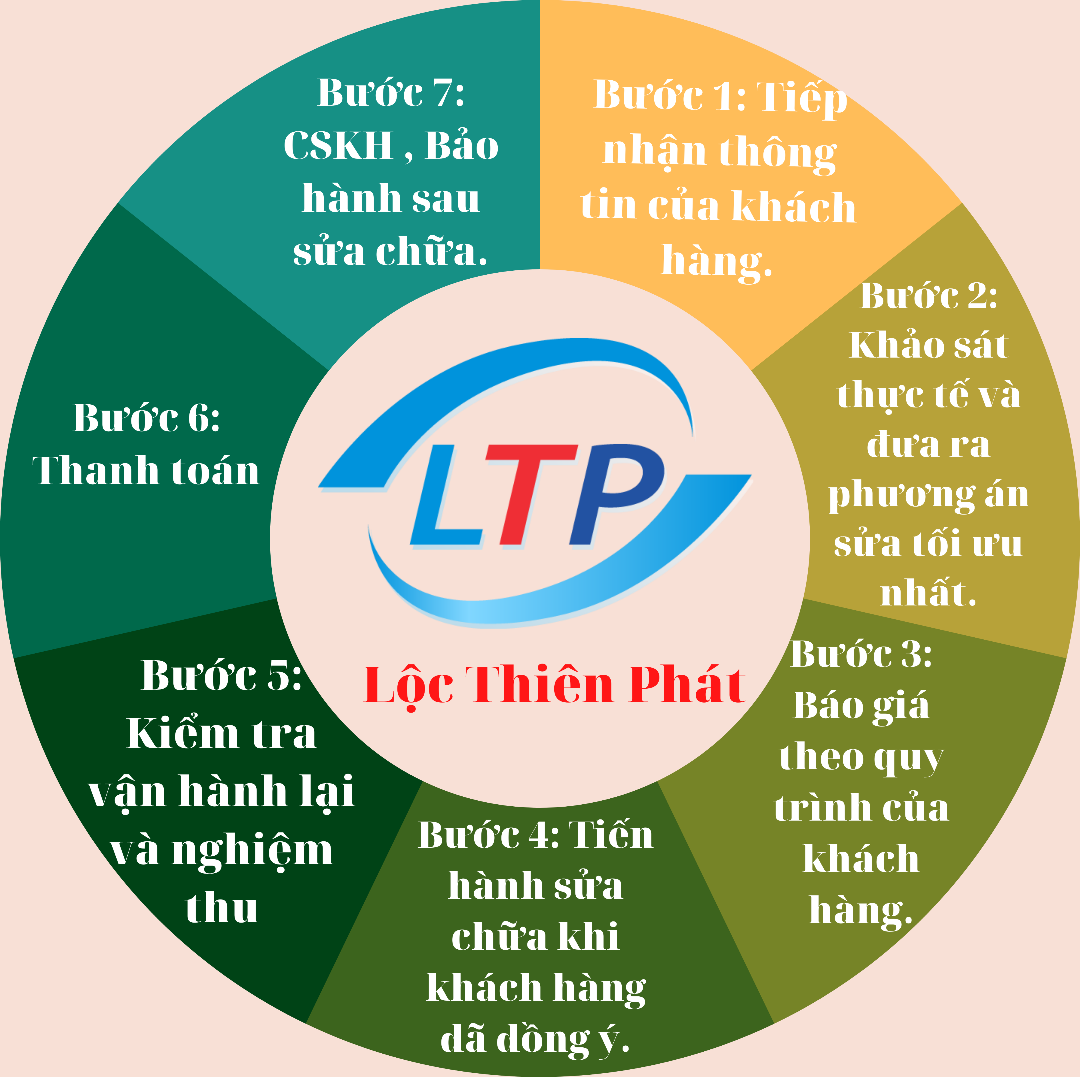 Bước 1: Tiếp
nhận thông
tin của khách
hàng.
Bước 2:
Khảo sát
thực tế và
đưa ra
phương án
sửa tối ưu
nhất.
Bước 3:
Báo giá
theo quy
trình của
khách
hàng.
Bước 4: Tiến
hành sửa
chữa khi
khách hàng
đã đồng ý.
Bước 5:
Kiểm tra
vận hành lại
và nghiệm
thu
Bước 6:
Thanh toán
Bước 7:
CSKH , Bảo
hành sau
sửa chữa.
LTP
Lộc Thiên Phát